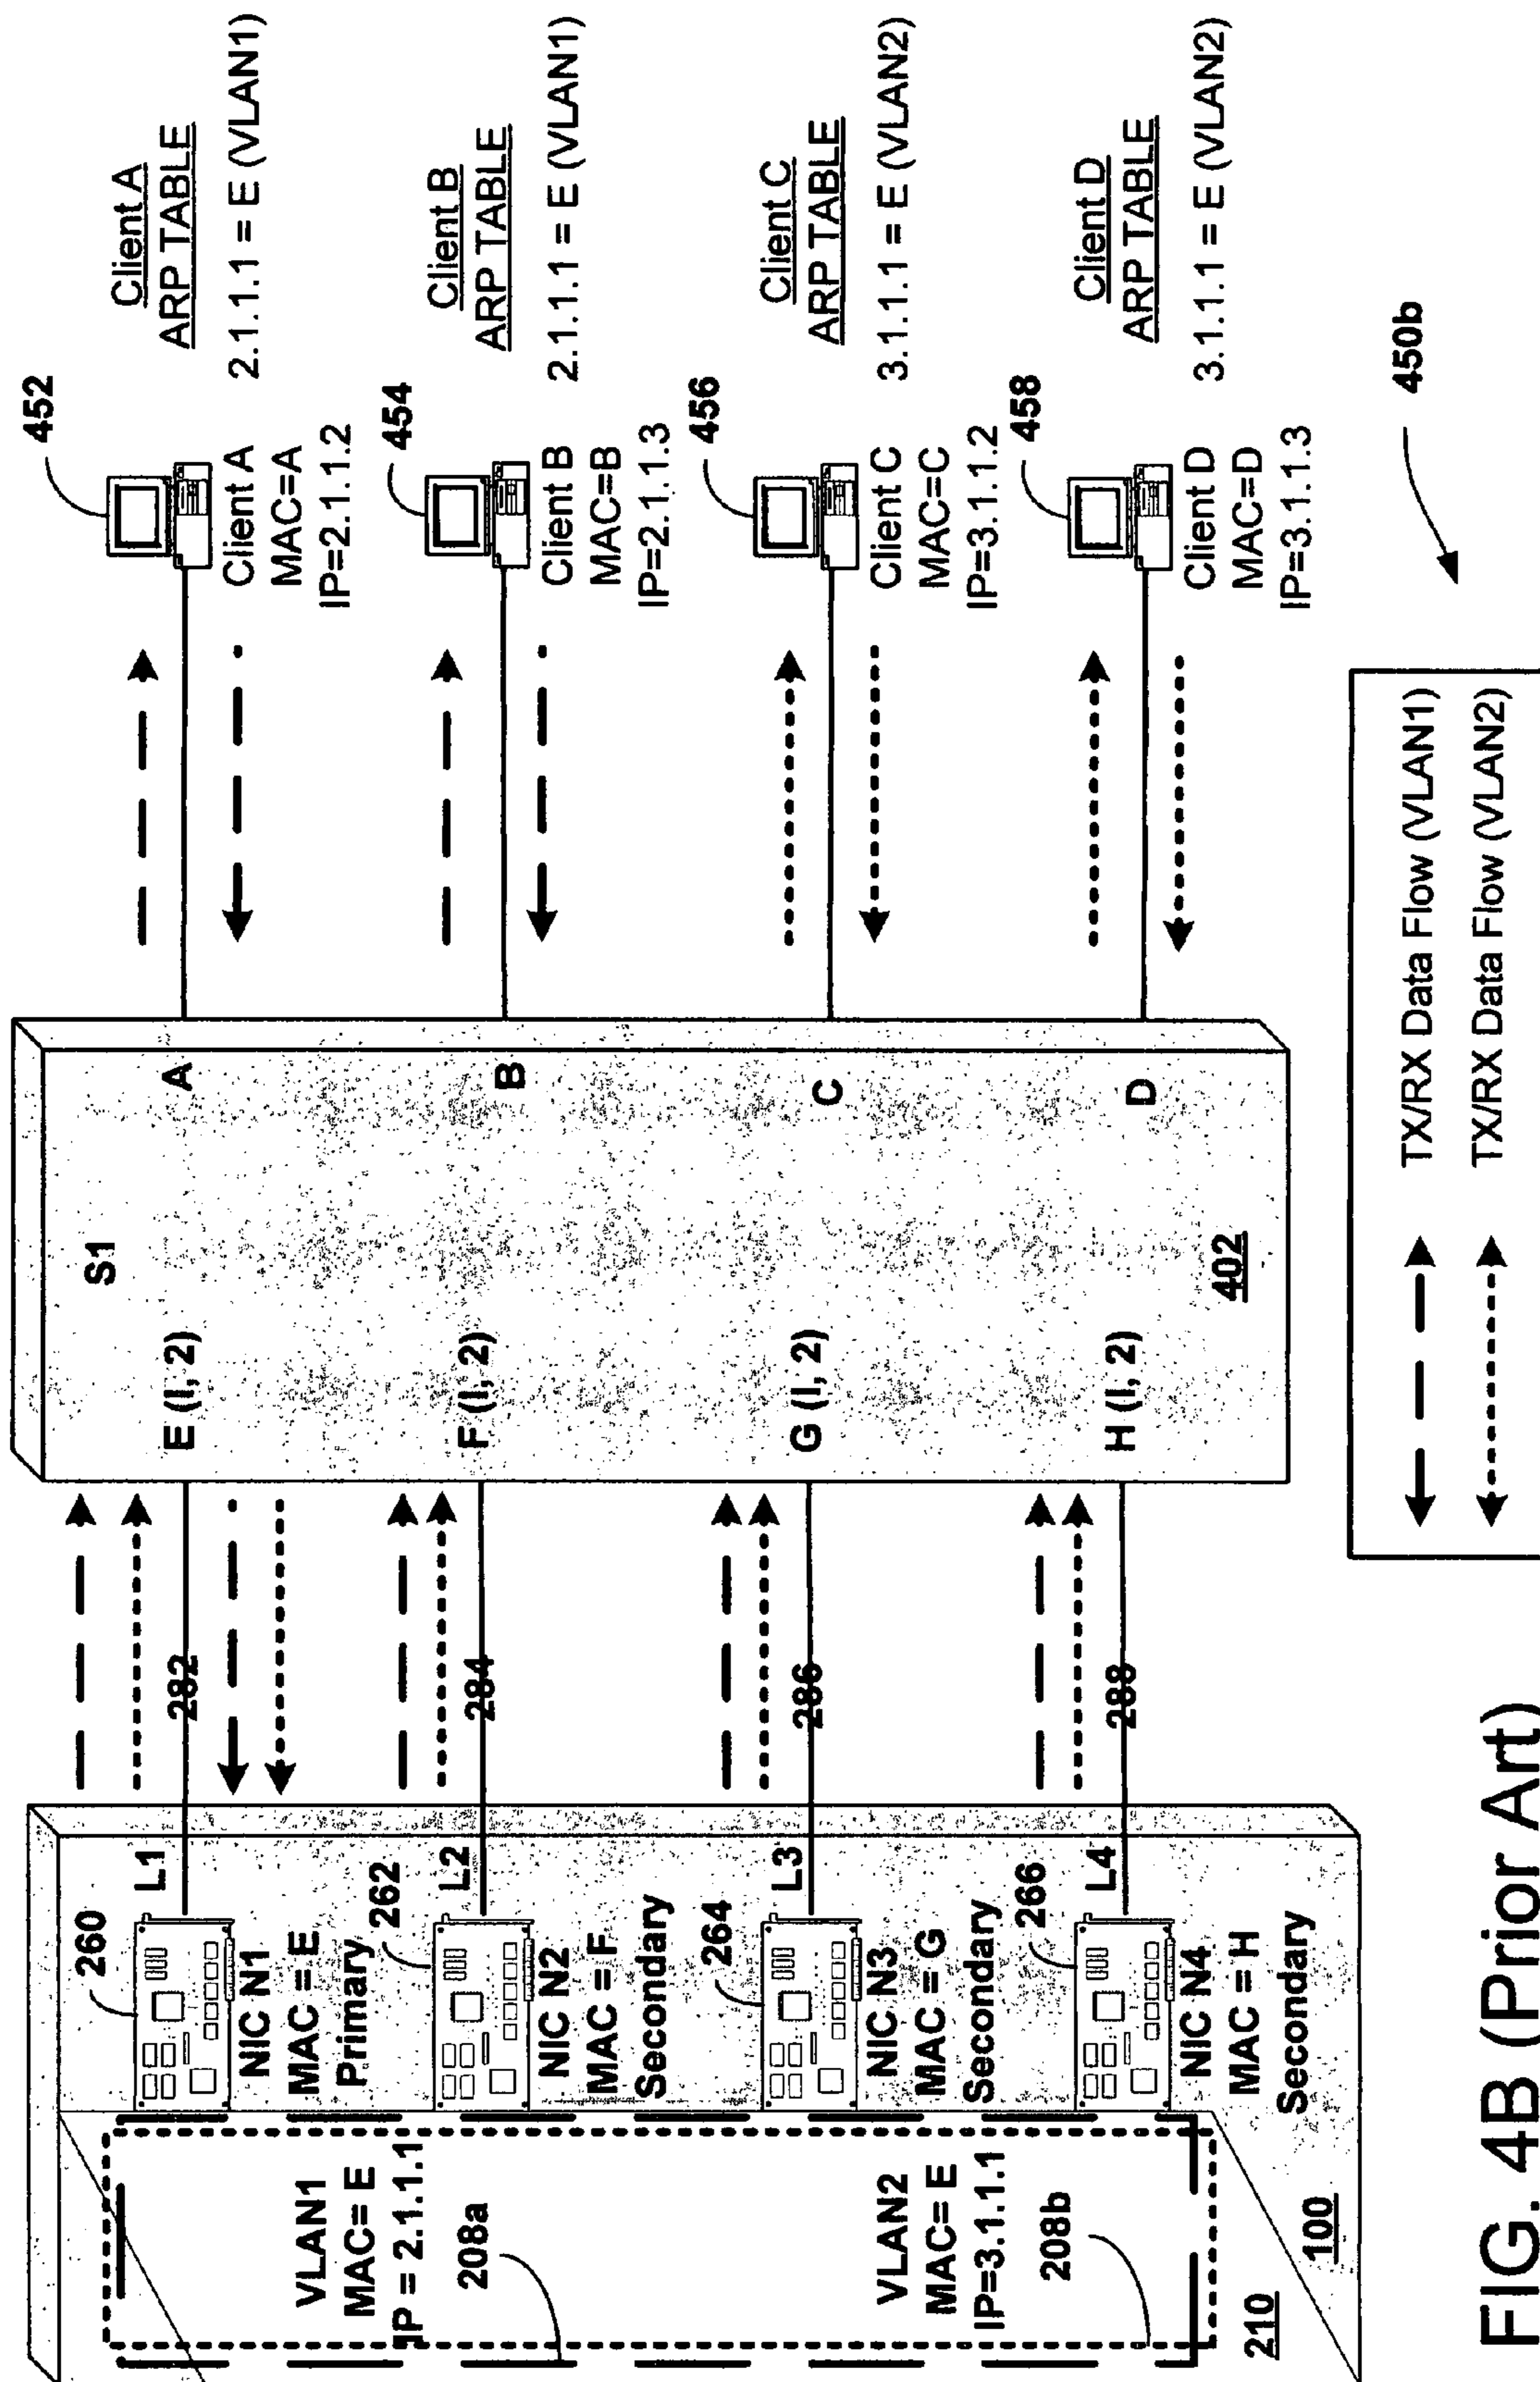 260
L1
NIC N1
MAC = E
Primary
262
L2
NIC N2
MAC = F
Secondary
264
L3
NIC N3
MAC = G
Secondary
266
L4
NIC N4
MAC = H
Secondary
VLAN1
MAC= E
IP = 2.1.1.1
208a
VLAN2
MAC= E
IP=3.1.1.1
208b
210
100
282
284
286
288
S1
E (I, 2)
F (I, 2)
G (I, 2)
H (I, 2)
A
B
C
D
402
452
Client A
MAC=A
IP=2.1.1.2
454
Client B
MAC=B
IP=2.1.1.3
456
Client C
MAC=C
IP=3.1.1.2
458
Client D
MAC=D
IP=3.1.1.3
Client A
ARP TABLE
2.1.1.1 = E (VLAN1)
Client B
ARP TABLE
2.1.1.1 = E (VLAN1)
Client C
ARP TABLE
3.1.1.1 = E (VLAN2)
Client D
ARP TABLE
3.1.1.1 = E (VLAN2)
450b
TX/RX Data Flow (VLAN1)
TX/RX Data Flow (VLAN2)
FIG. 4B (Prior Art)